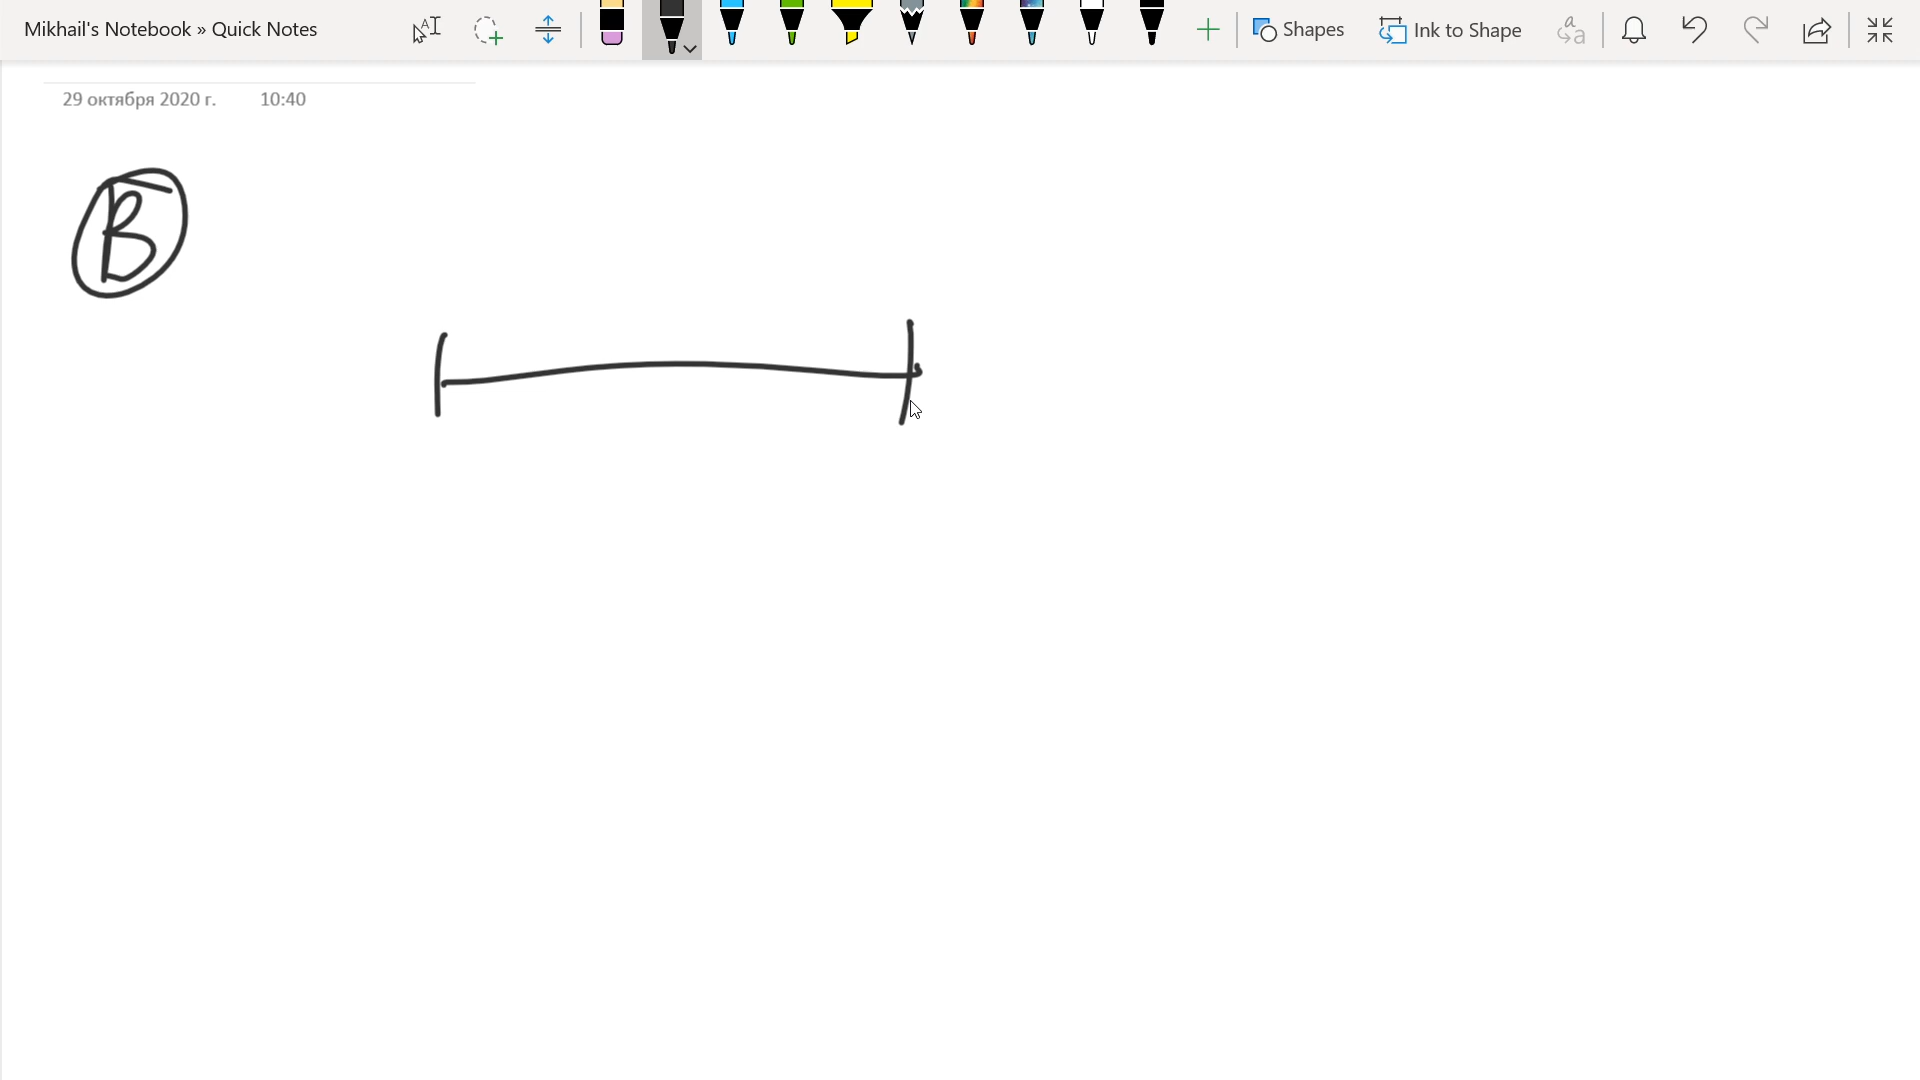 Mikhail's Notebook » Quick Notes
Shapes
Ink to Shape
29 октября 2020 г. 10:40
B